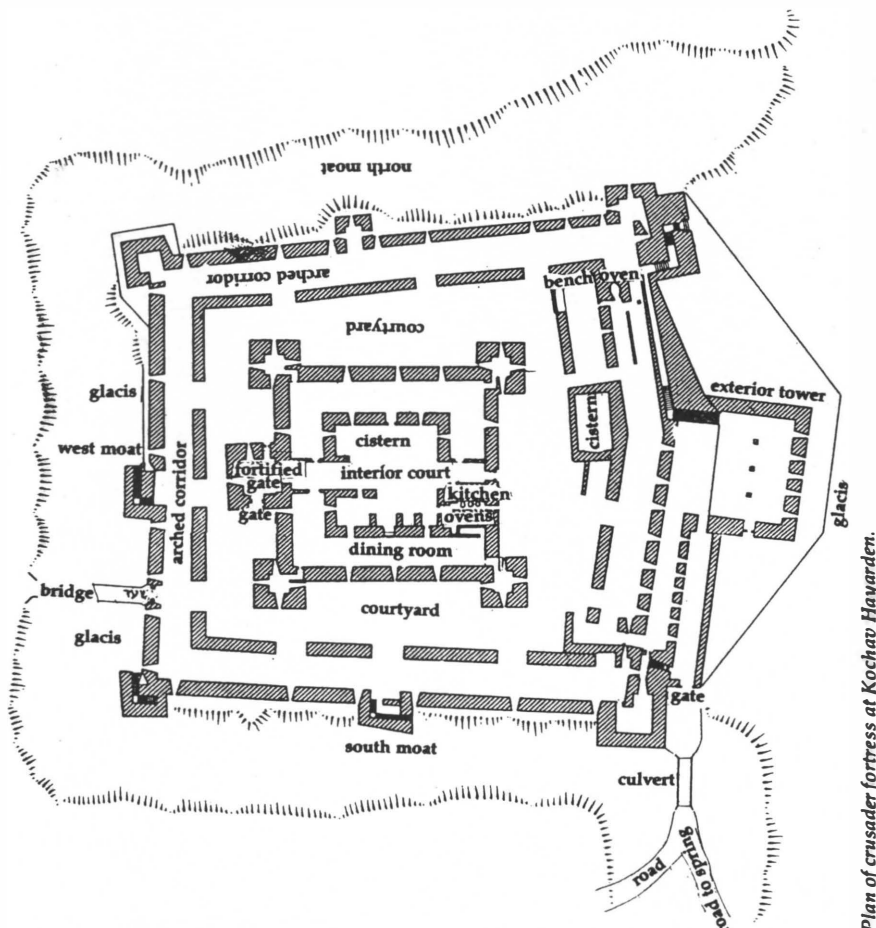 north moat
arched corridor
bench
oven
courtyard
glacis
exterior tower
west moat
cistern
cistern
fortified
gate
interior court
arched corridor
kitchen
ovens
gate
glacis
dining room
bridge
courtyard
glacis
gate
south moat
culvert
road
road to spring
Plan of crusader fortress at Kochav Hayarden.